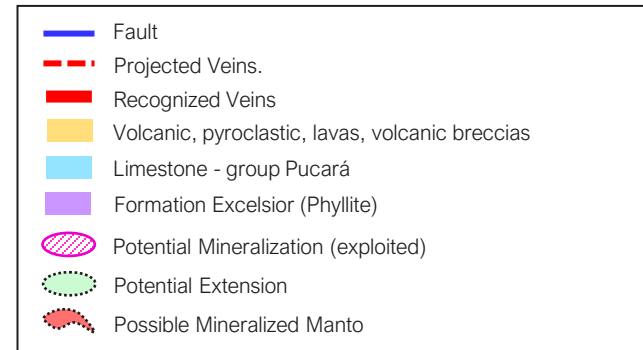 Fault
Projected Veins.
Recognized Veins
Volcanic, pyroclastic, lavas, volcanic breccias
Limestone - group Pucará
Formation Excelsior (Phyllite)
Potential Mineralization (exploited)
Potential Extension
Possible Mineralized Manto